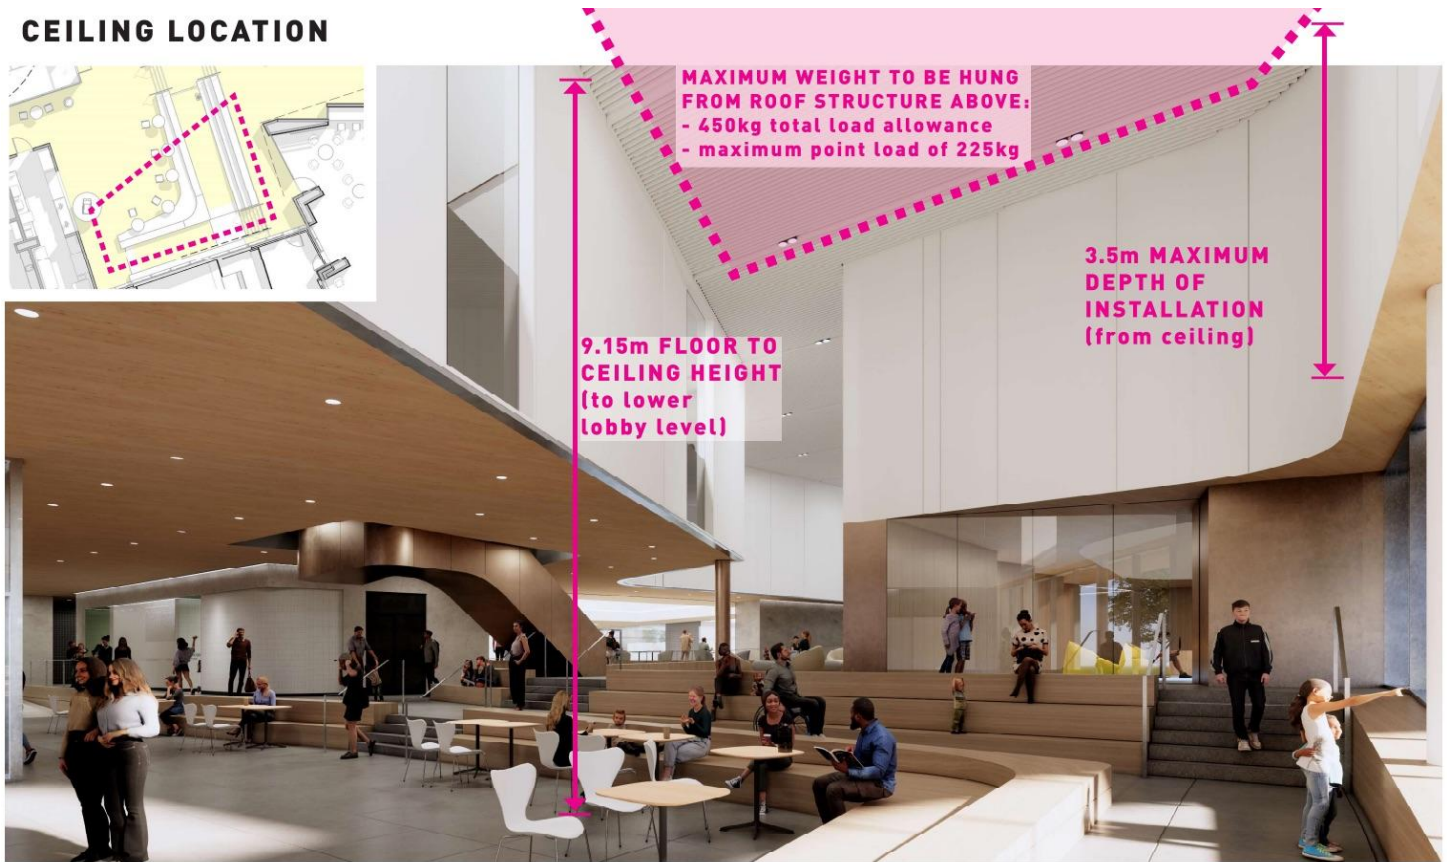 CEILING LOCATION
MAXIMUM WEIGHT TO BE HUNG
FROM ROOF STRUCTURE ABOVE:
- 450kg total load allowance
- maximum point load of 225kg
3.5m MAXIMUM
DEPTH OF
INSTALLATION
(from ceiling)
9.15m FLOOR TO
CEILING HEIGHT
(to lower
lobby level)